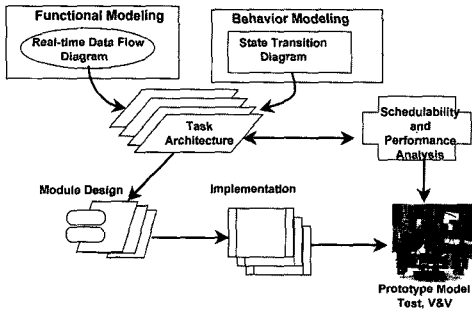 Functional Modeling
Real-time Data Flow
Diagram
Behavior Modeling
State Transition
Diagram
Task
Architecture
Schedulability
and
Performance
Analysis
Module Design
Implementation
Prototype Model
Test, V&V